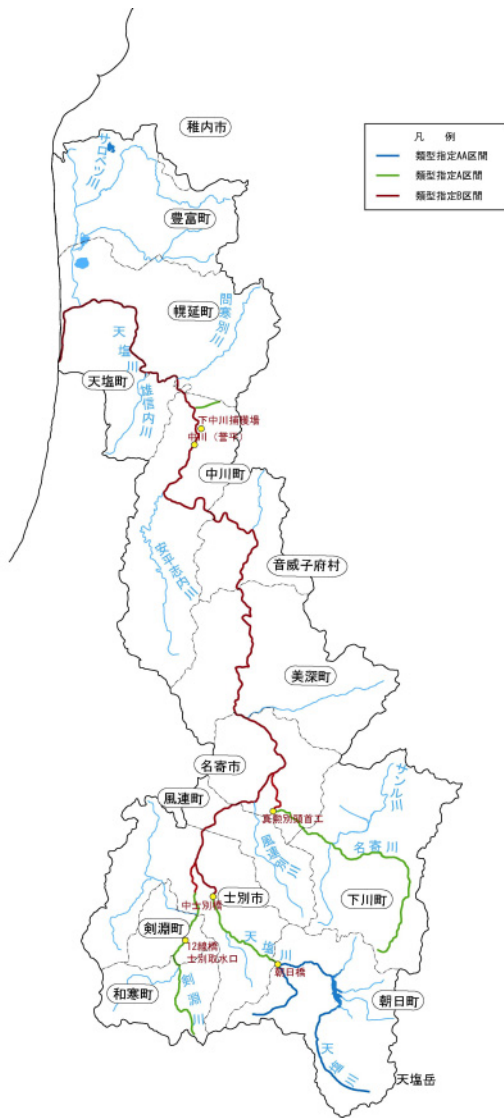 稚内市
凡 例
類型指定AA区間
類型指定A区間
類型指定B区間
サロベツ川
豊富町
幌延町
問寒別川
天塩川
天塩町
雄信内川
下中川捕獲場
中川(誉平)
中川町
安平志内川
音威子府村
美深町
名寄市
風連町
サンル川
真勲別頭首工
名寄川
風連別川
下川町
士別市
中士別橋
剣淵町
天塩川
12線橋
士別取水口
朝日橋
和寒町
剣淵川
朝日町
天塩川
天塩岳